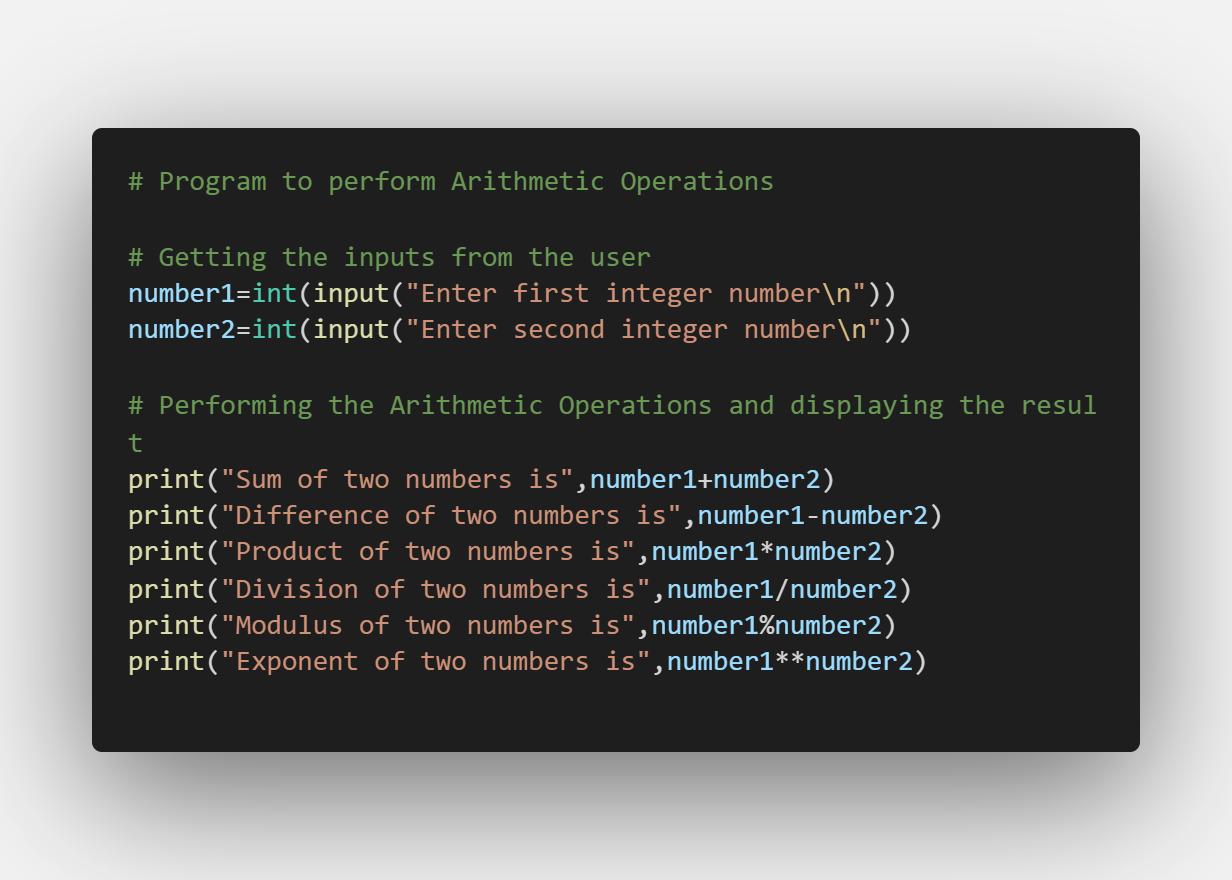 # Program to perform Arithmetic Operations
# Getting the inputs from the user
number1=int(input("Enter first integer number\n"))
number2=int(input("Enter second integer number\n"))
# Performing the Arithmetic Operations and displaying the resul
t
print("Sum of two numbers is",number1+number2)
print("Difference of two numbers is",number1-number2)
print("Product of two numbers is",number1*number2)
print("Division of two numbers is",number1/number2)
print("Modulus of two numbers is",number1%number2)
print("Exponent of two numbers is",number1**number2)